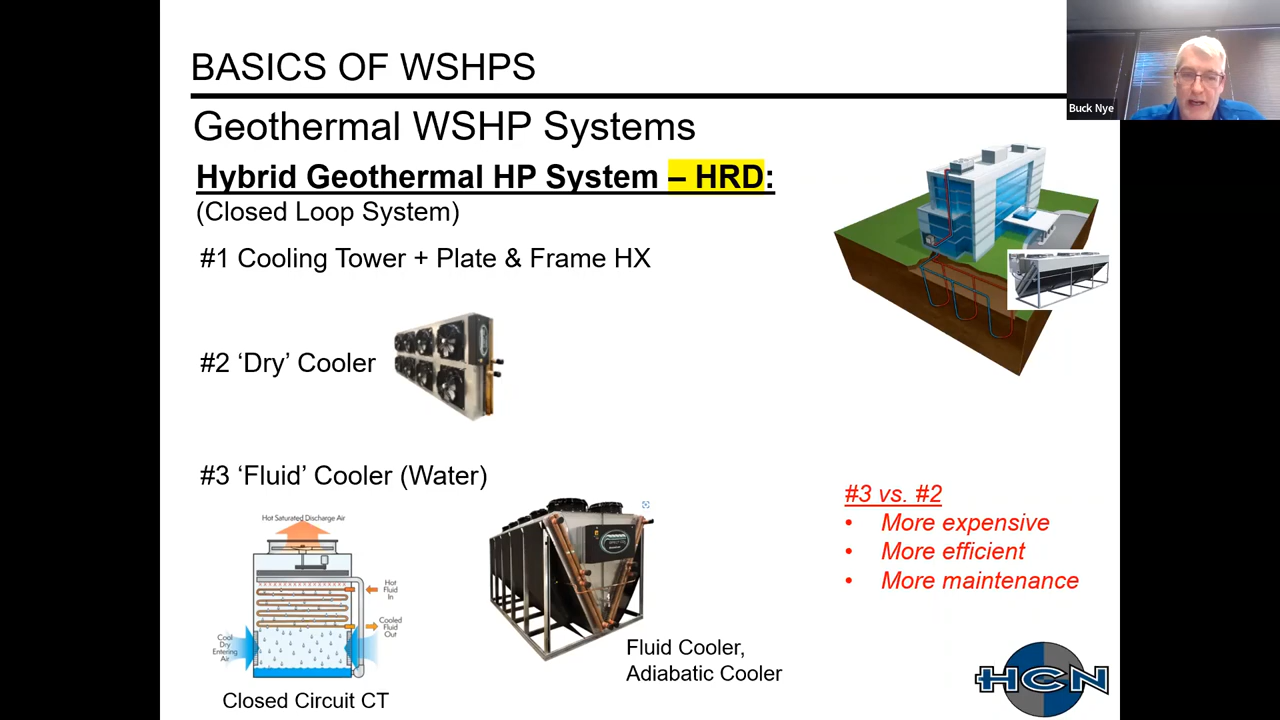 BASICS OF WSHPS
Buck Nye
Geothermal WSHP Systems
Hybrid Geothermal HP System – HRD:
(Closed Loop System)
#1 Cooling Tower + Plate & Frame HX
#2 ‘Dry’ Cooler
#3 ‘Fluid’ Cooler (Water)
Hot Saturated Discharge Air
Hot
Fluid
In
Cooled
Fluid
Out
Cool
Dry
Entering
Air
Closed Circuit CT
Fluid Cooler,
Adiabatic Cooler
#3 vs. #2
• More expensive
• More efficient
• More maintenance
HCN